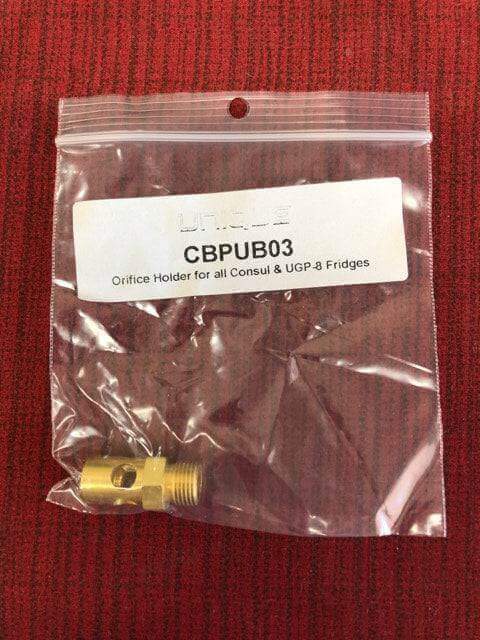 UNIQUE
CBPUB03
Orifice Holder for all Consul & UGP-8 Fridges